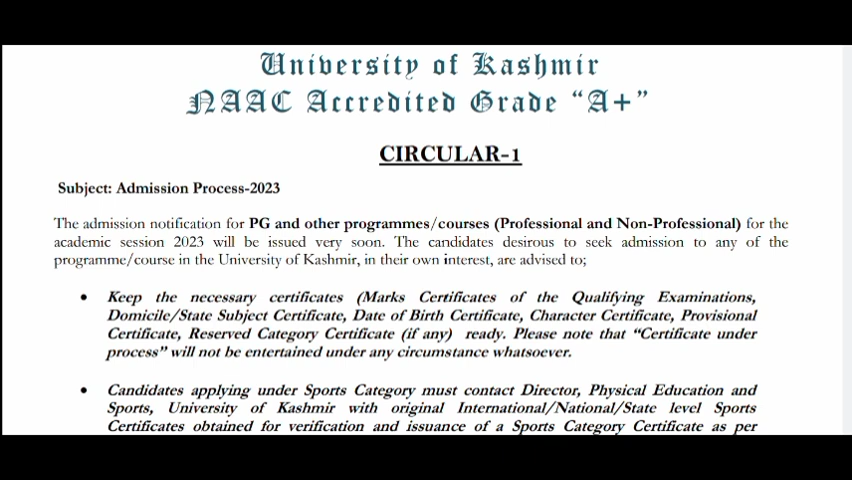 University of Kashmir
NAAC Accredited Grade “A+”
CIRCULAR-1
Subject: Admission Process-2023
The admission notification for PG and other programmes/courses (Professional and Non-Professional) for the
academic session 2023 will be issued very soon. The candidates desirous to seek admission to any of the
programme/course in the University of Kashmir, in their own interest, are advised to;
• Keep the necessary certificates (Marks Certificates of the Qualifying Examinations,
Domicile/State Subject Certificate, Date of Birth Certificate, Character Certificate, Provisional
Certificate, Reserved Category Certificate (if any) ready. Please note that “Certificate under
process” will not be entertained under any circumstance whatsoever.
• Candidates applying under Sports Category must contact Director, Physical Education and
Sports, University of Kashmir with original International/National/State level Sports
Certificates obtained for verification and issuance of a Sports Category Certificate as per